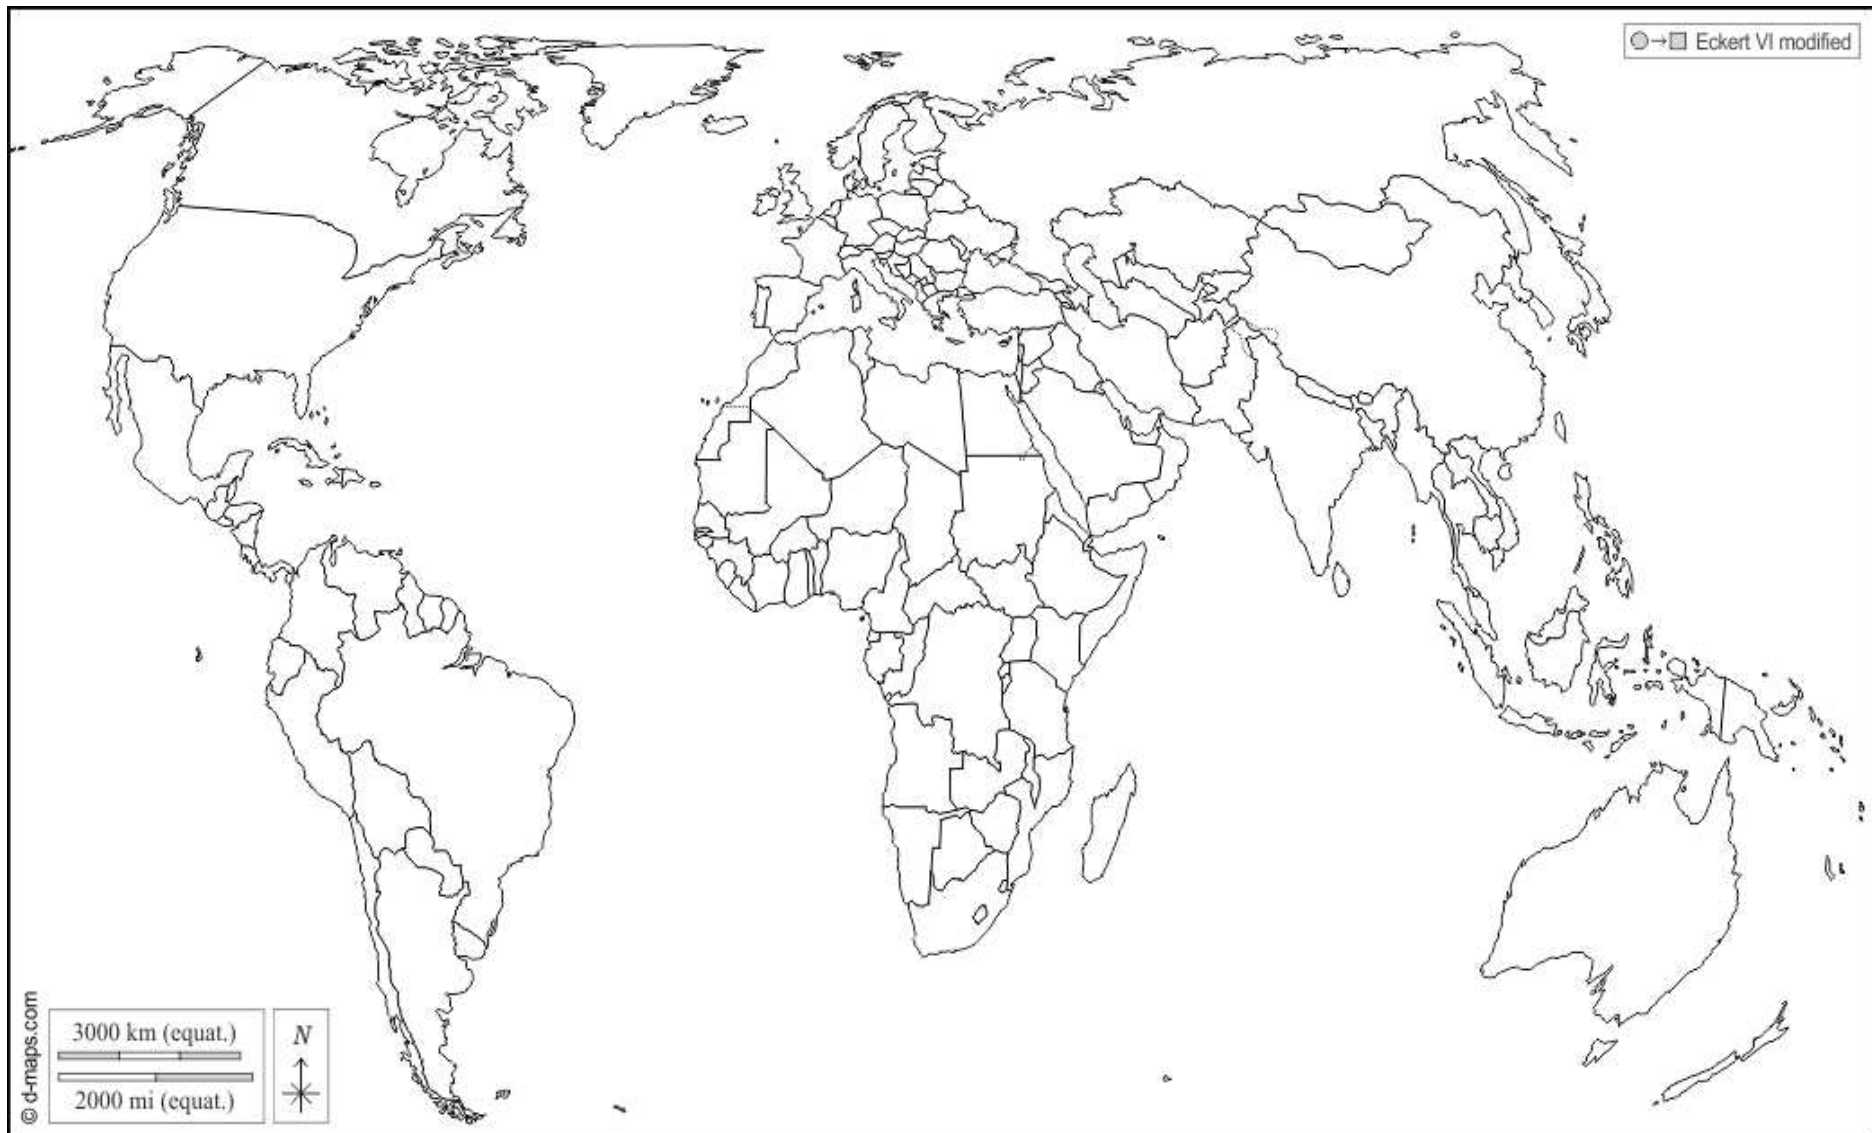 ○→□ Eckert VI modified
3000 km (equat.)
2000 mi (equat.)
N
© d-maps.com